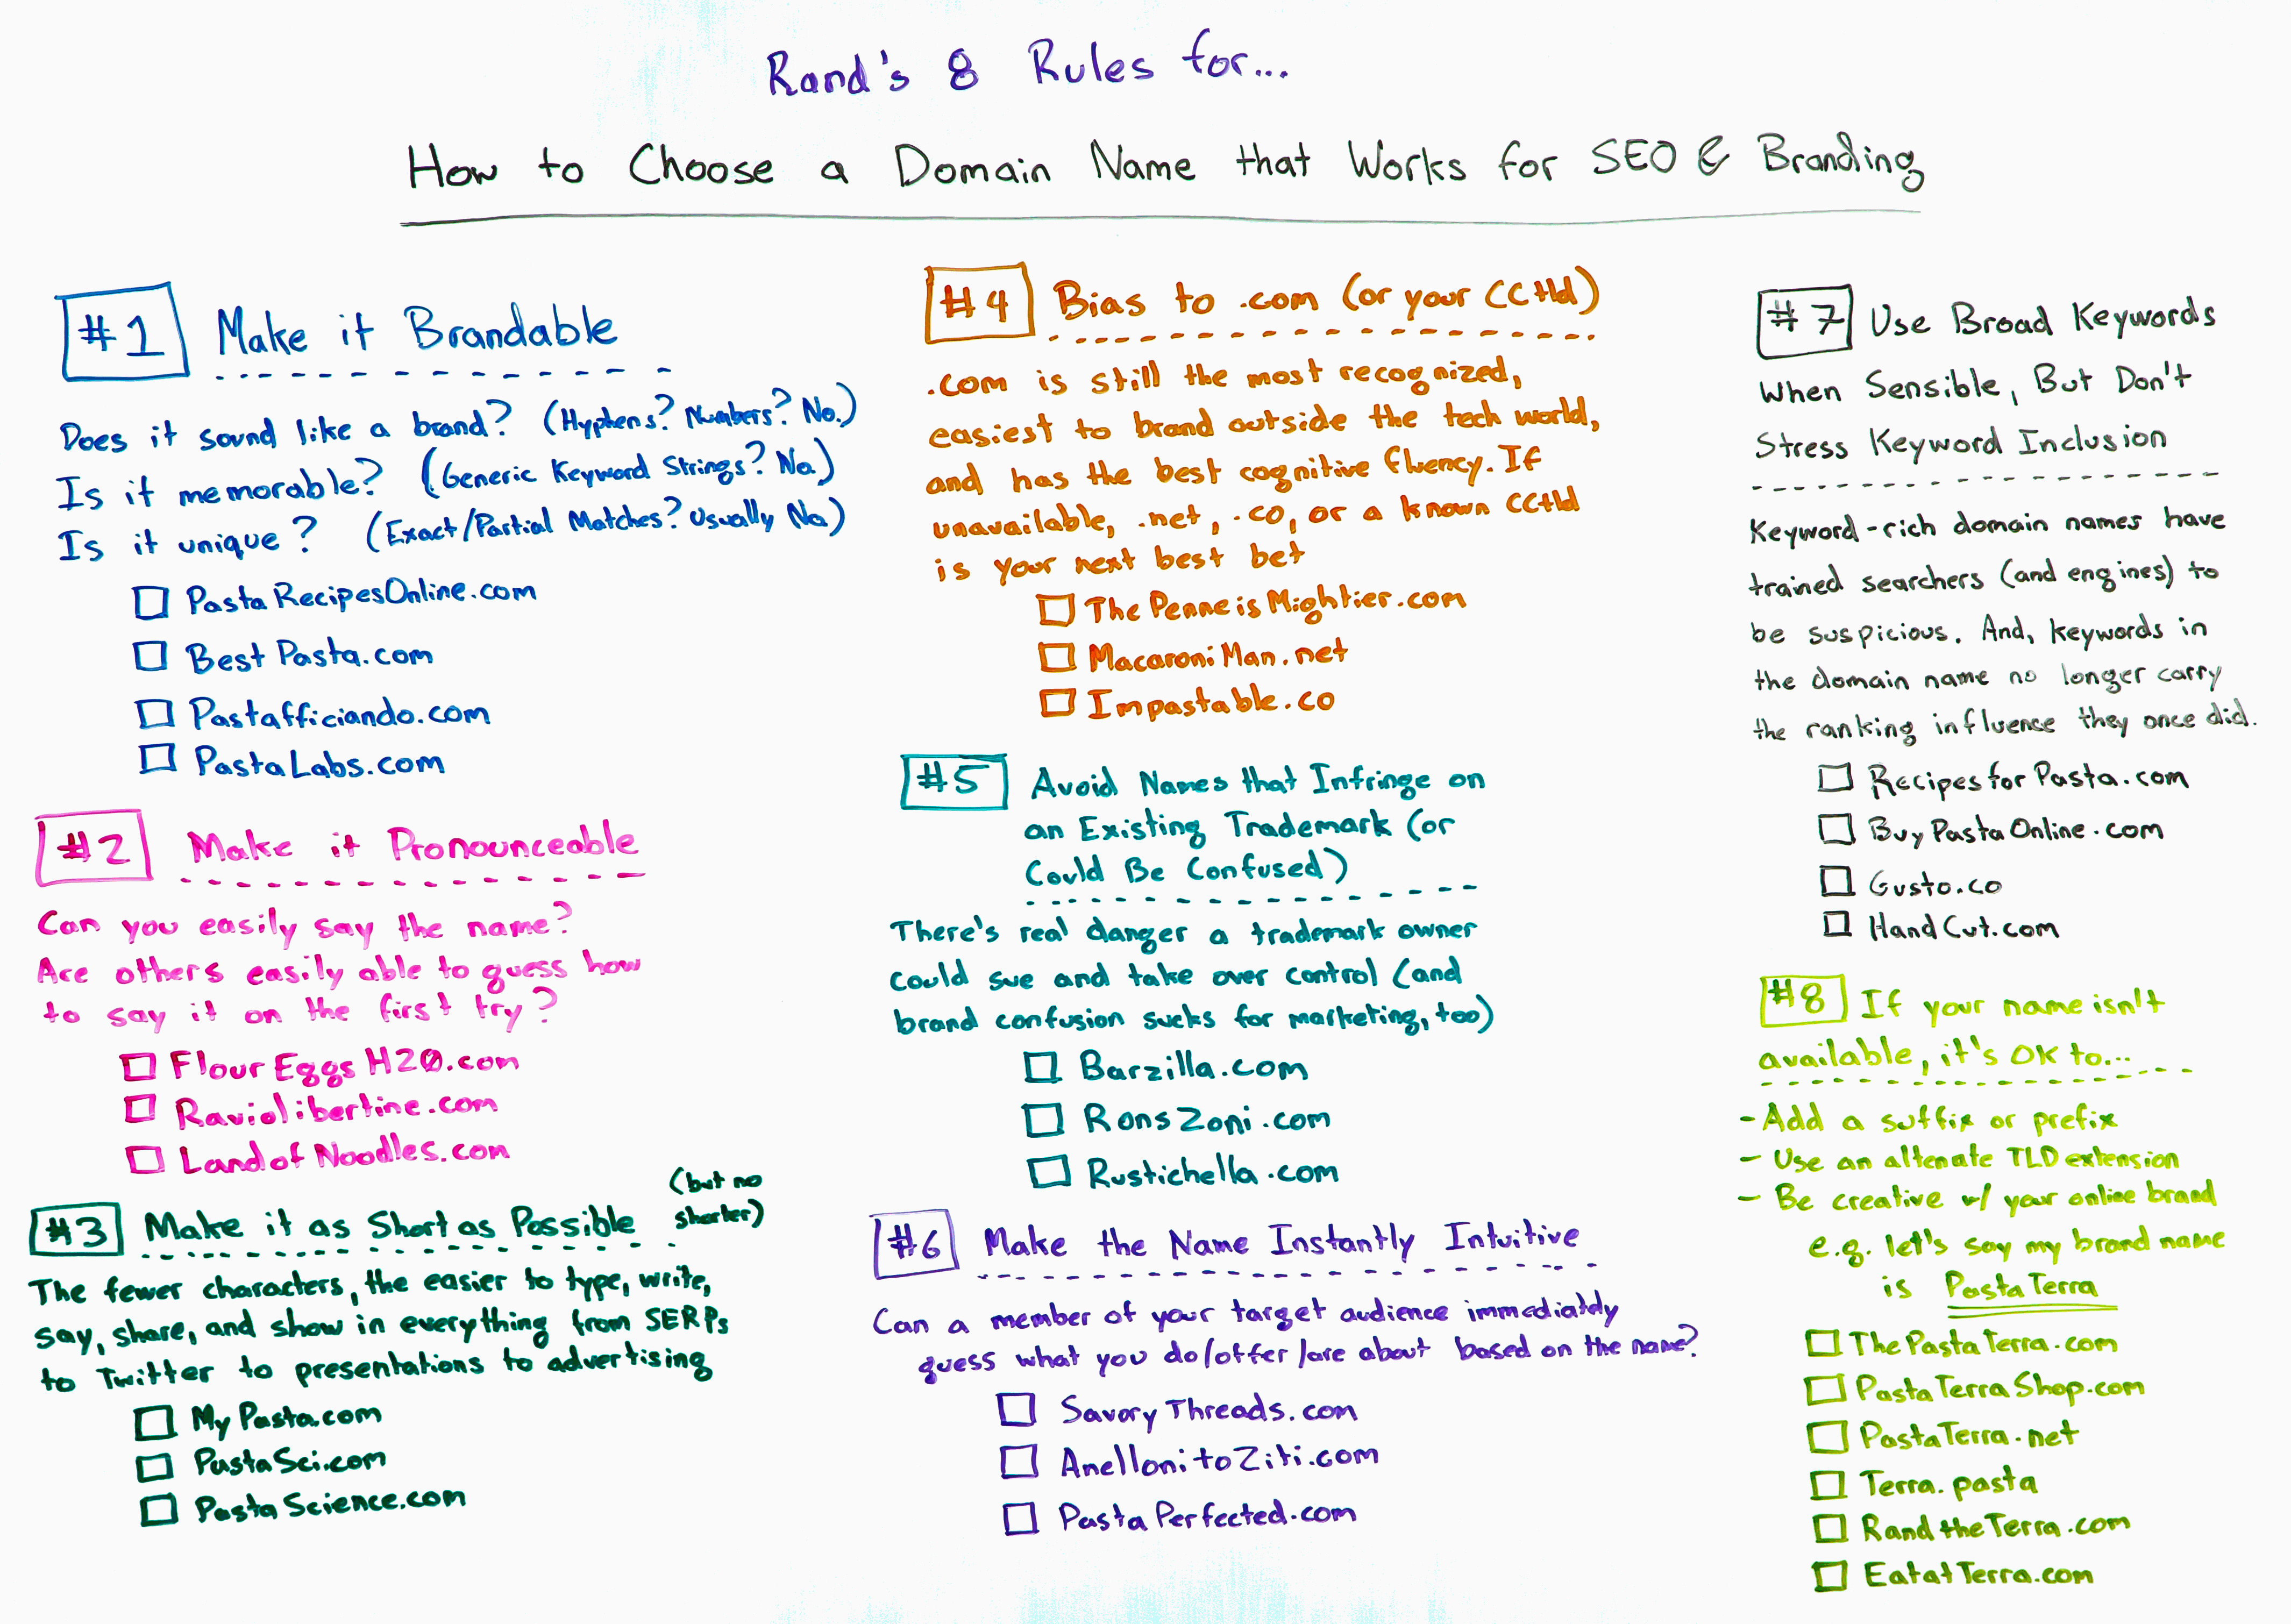 Rand's 8 Rules for...
How to Choose a Domain Name that Works for SEO & Branding
#1 Make it Brandable
Does it sound like a brand? (Hyphens? Numbers? No.)
Is it memorable? (Generic Keyword Strings? No.)
Is it unique? (Exact/Partial Matches? Usually No.)
PastaRecipesOnline.com
BestPasta.com
Pastafficiando.com
PastaLabs.com
#2 Make it Pronounceable
Can you easily say the name?
Are others easily able to guess how
to say it on the first try?
FlourEggsH20.com
Raviolibertine.com
LandofNoodles.com
#3 Make it as Short as Possible (but no
shorter)
The fewer characters, the easier to type, write,
say, share, and show in everything from SERPs
to Twitter to presentations to advertising
MyPasta.com
PastaSci.com
PastaScience.com
#4 Bias to .com (or your CCtld)
.com is still the most recognized,
easiest to brand outside the tech world,
and has the best cognitive fluency. If
unavailable, .net, .co, or a known CCtld
is your next best bet
ThePenneisMightier.com
MacaroniMan.net
Impastable.co
#5 Avoid Names that Infringe on
an Existing Trademark (or
Could Be Confused)
There's real danger a trademark owner
could sue and take over control (and
brand confusion sucks for marketing, too)
Barzilla.com
RonsZoni.com
Rustichella.com
#6 Make the Name Instantly Intuitive
Can a member of your target audience immediatly
guess what you do/offer/are about based on the name?
SavoryThreads.com
AnellonitoZiti.com
PastaPerfected.com
#7 Use Broad Keywords
When Sensible, But Don't
Stress Keyword Inclusion
Keyword-rich domain names have
trained searchers (and engines) to
be suspicious. And, keywords in
the domain name no longer carry
the ranking influence they once did.
RecipesforPasta.com
BuyPastaOnline.com
Gusto.co
HandCut.com
#8 If your name isn't
available, it's OK to...
- Add a suffix or prefix
- Use an altenate TLD extension
- Be creative w/ your online brand
e.g. let's say my brand name
is PastaTerra
ThePastaTerra.com
PastaTerraShop.com
PastaTerra.net
Terra.pasta
RandtheTerra.com
EatatTerra.com